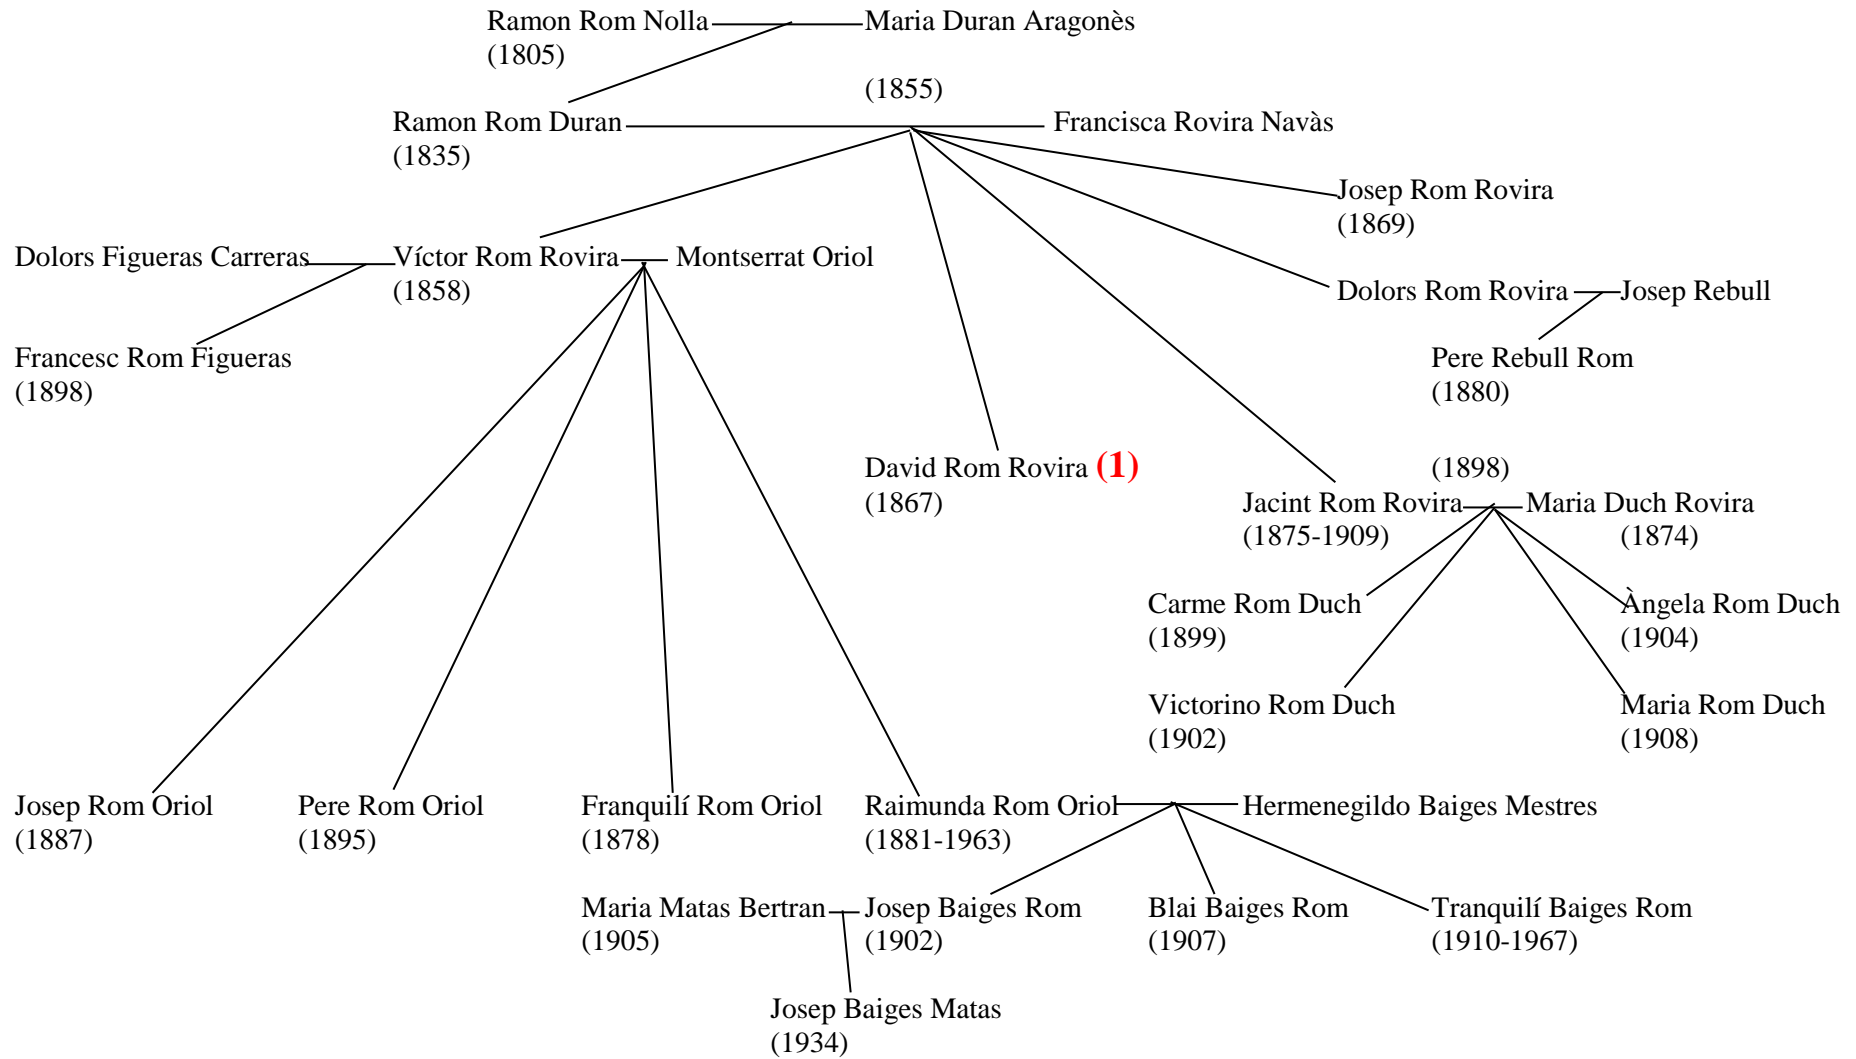 Ramon Rom Nolla Maria Duran Aragonès
(1805)
(1855)
Ramon Rom Duran Francisca Rovira Navàs
(1835)
Josep Rom Rovira
(1869)
Dolors Figueras Carreras Víctor Rom Rovira Montserrat Oriol
(1858)
Dolors Rom Rovira Josep Rebull
Francesc Rom Figueras Pere Rebull Rom
(1898) (1880)
David Rom Rovira (1) (1898)
(1867)
Jacint Rom Rovira Maria Duch Rovira
(1875-1909) (1874)
Carme Rom Duch Àngela Rom Duch
(1899) (1904)
Victorino Rom Duch Maria Rom Duch
(1902) (1908)
Josep Rom Oriol Pere Rom Oriol Franquilí Rom Oriol Raimunda Rom Oriol Hermenegildo Baiges Mestres
(1887) (1895) (1878) (1881-1963)
Maria Matas Bertran Josep Baiges Rom Blai Baiges Rom Tranquilí Baiges Rom
(1905) (1902) (1907) (1910-1967)
Josep Baiges Matas
(1934)